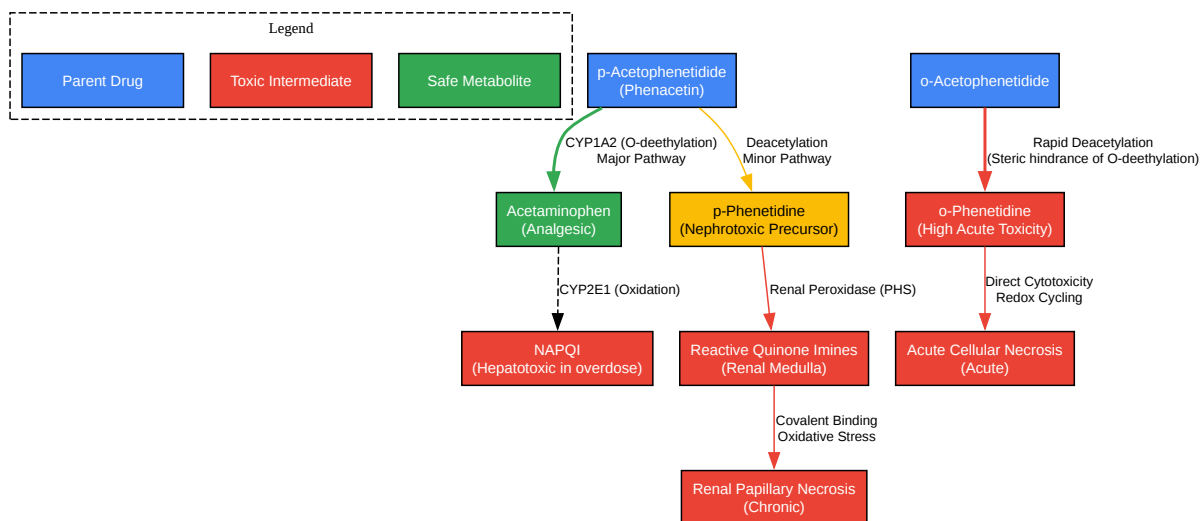 Legend
Parent Drug
Toxic Intermediate
Safe Metabolite
p-Acetophenetidide
(Phenacetin)
o-Acetophenetidide
CYP1A2 (O-deethylation)
Major Pathway
Deacetylation
Minor Pathway
Rapid Deacetylation
(Steric hindrance of O-deethylation)
Acetaminophen
(Analgesic)
p-Phenetidine
(Nephrotoxic Precursor)
o-Phenetidine
(High Acute Toxicity)
CYP2E1 (Oxidation)
Renal Peroxidase (PHS)
Direct Cytotoxicity
Redox Cycling
NAPQI
(Hepatotoxic in overdose)
Reactive Quinone Imines
(Renal Medulla)
Acute Cellular Necrosis
(Acute)
Covalent Binding
Oxidative Stress
Renal Papillary Necrosis
(Chronic)